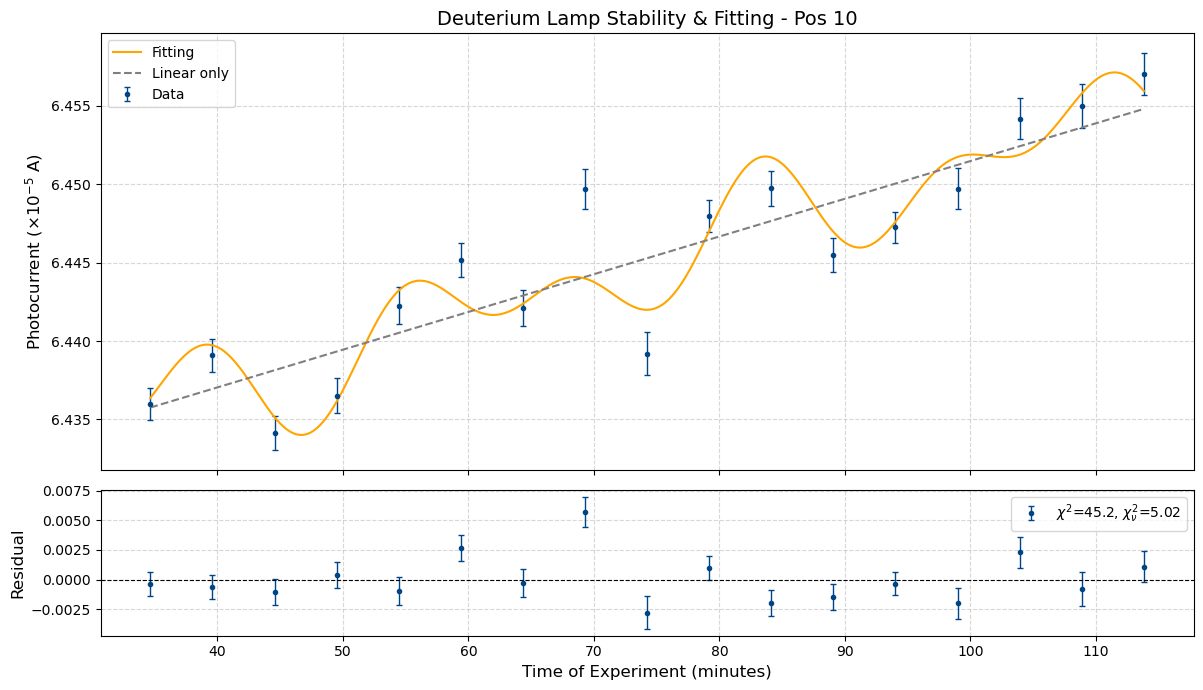 Deuterium Lamp Stability & Fitting - Pos 10
Fitting
Linear only
Data
Photocurrent (×10⁻⁵ A)
6.455
6.450
6.445
6.440
6.435
0.0075
0.0050
0.0025
0.0000
−0.0025
Residual
χ²=45.2, χ²ᵥ=5.02
40 50 60 70 80 90 100 110
Time of Experiment (minutes)